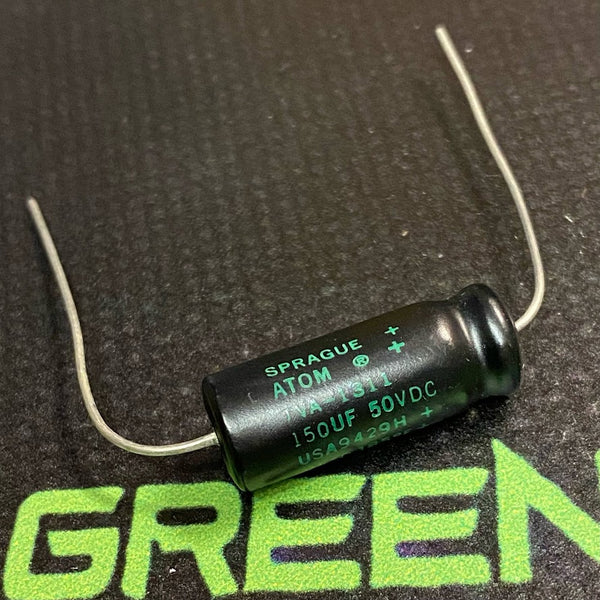 SPRAGUE +
ATOM ® +
TVA-1311
150UF 50VDC
USA9429H +
GREEN